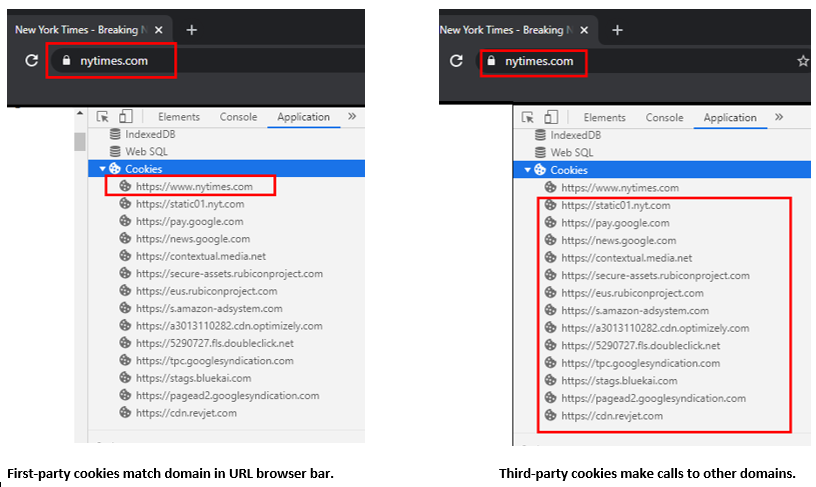 New York Times - Breaking N
nytimes.com
Elements Console Application »
IndexedDB
Web SQL
Cookies
https://www.nytimes.com
https://static01.nyt.com
https://pay.google.com
https://news.google.com
https://contextual.media.net
https://secure-assets.rubiconproject.com
https://eus.rubiconproject.com
https://s.amazon-adsystem.com
https://a3013110282.cdn.optimizely.com
https://5290727.fls.doubleclick.net
https://tpc.googlesyndication.com
https://stags.bluekai.com
https://pagead2.googlesyndication.com
https://cdn.revjet.com
First-party cookies match domain in URL browser bar.
New York Times - Breaking N
nytimes.com
Elements Console Application »
IndexedDB
Web SQL
Cookies
https://www.nytimes.com
https://static01.nyt.com
https://pay.google.com
https://news.google.com
https://contextual.media.net
https://secure-assets.rubiconproject.com
https://eus.rubiconproject.com
https://s.amazon-adsystem.com
https://a3013110282.cdn.optimizely.com
https://5290727.fls.doubleclick.net
https://tpc.googlesyndication.com
https://stags.bluekai.com
https://pagead2.googlesyndication.com
https://cdn.revjet.com
Third-party cookies make calls to other domains.